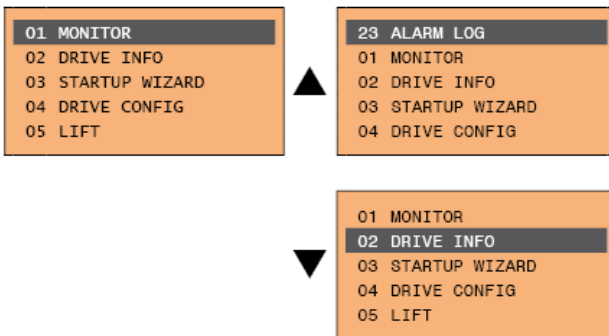 01 MONITOR
02 DRIVE INFO
03 STARTUP WIZARD
04 DRIVE CONFIG
05 LIFT
23 ALARM LOG
01 MONITOR
02 DRIVE INFO
03 STARTUP WIZARD
04 DRIVE CONFIG
01 MONITOR
02 DRIVE INFO
03 STARTUP WIZARD
04 DRIVE CONFIG
05 LIFT